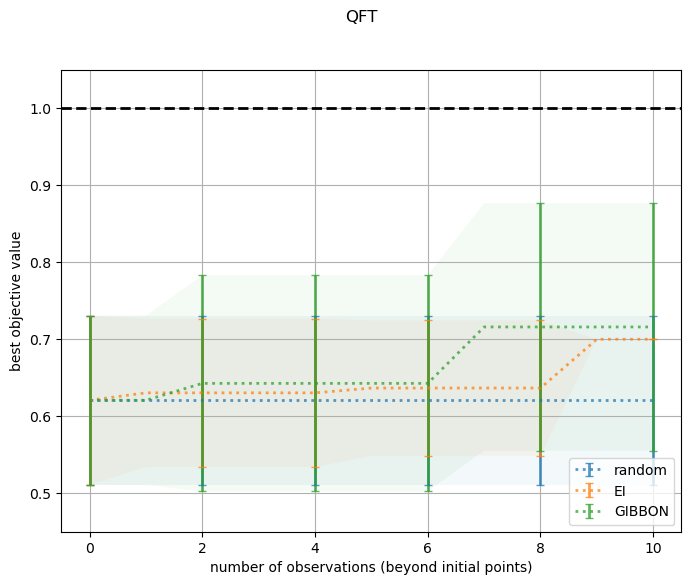 QFT
best objective value
1.0
0.9
0.8
0.7
0.6
0.5
0 2 4 6 8 10
number of observations (beyond initial points)
random
EI
GIBBON